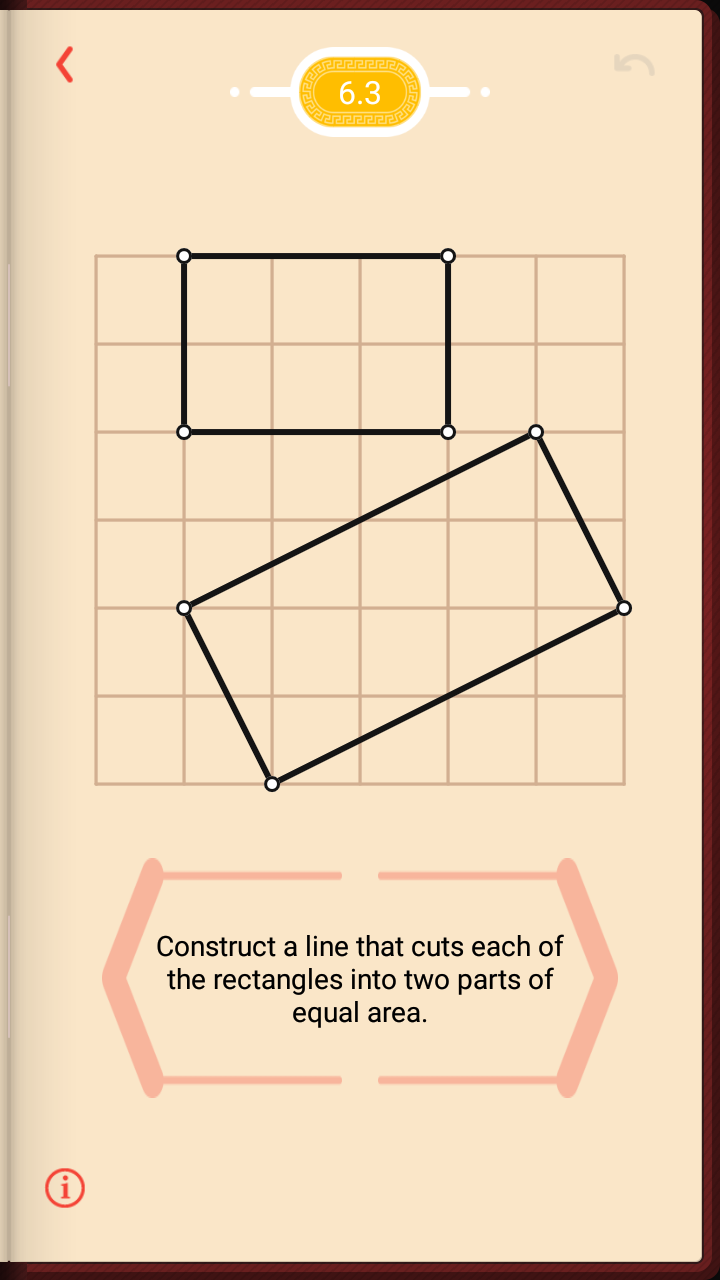 6.3
Construct a line that cuts each of
the rectangles into two parts of
equal area.
i